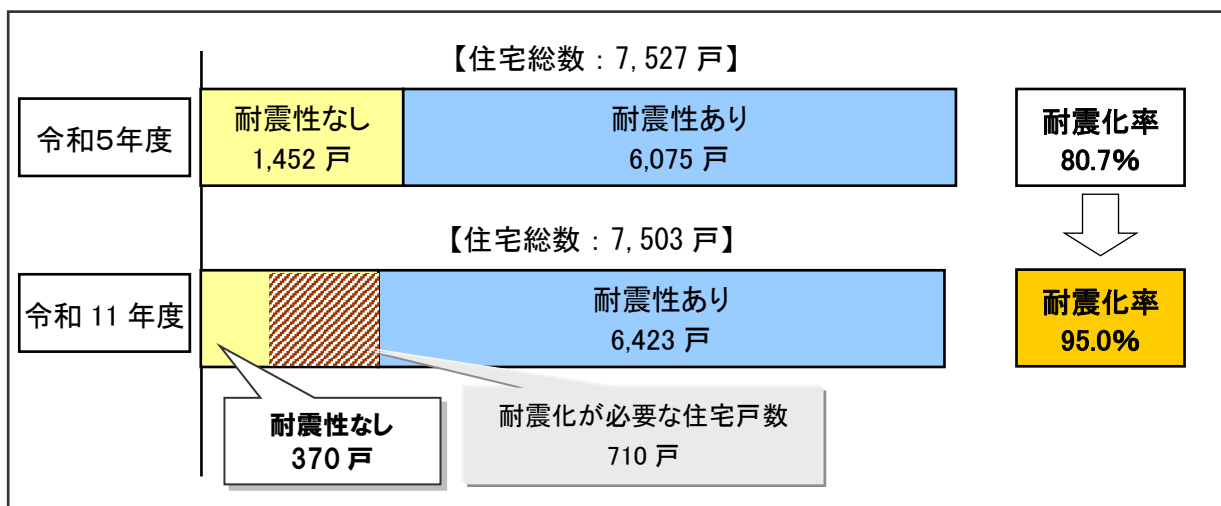 【住宅総数：7,527 戸】
令和５年度
耐震性なし
1,452 戸
耐震性あり
6,075 戸
耐震化率
80.7%
【住宅総数：7,503 戸】
令和 11 年度
耐震性あり
6,423 戸
耐震化率
95.0%
耐震性なし
370 戸
耐震化が必要な住宅戸数
710 戸